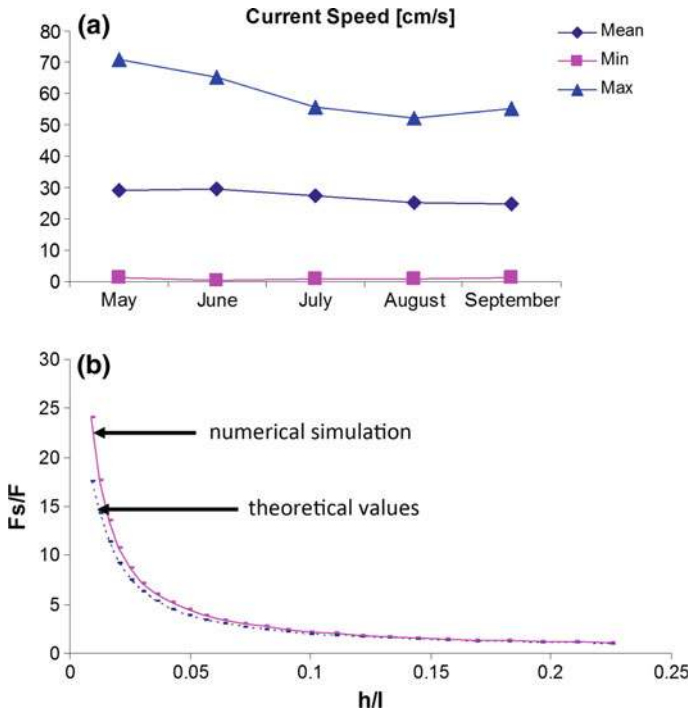 (a)
Current Speed [cm/s]
Mean
Min
Max
80
70
60
50
40
30
20
10
0
May June July August September
(b)
30
25
20
15
10
5
0
numerical simulation
theoretical values
Fs/F
0 0.05 0.1 0.15 0.2 0.25
h/l